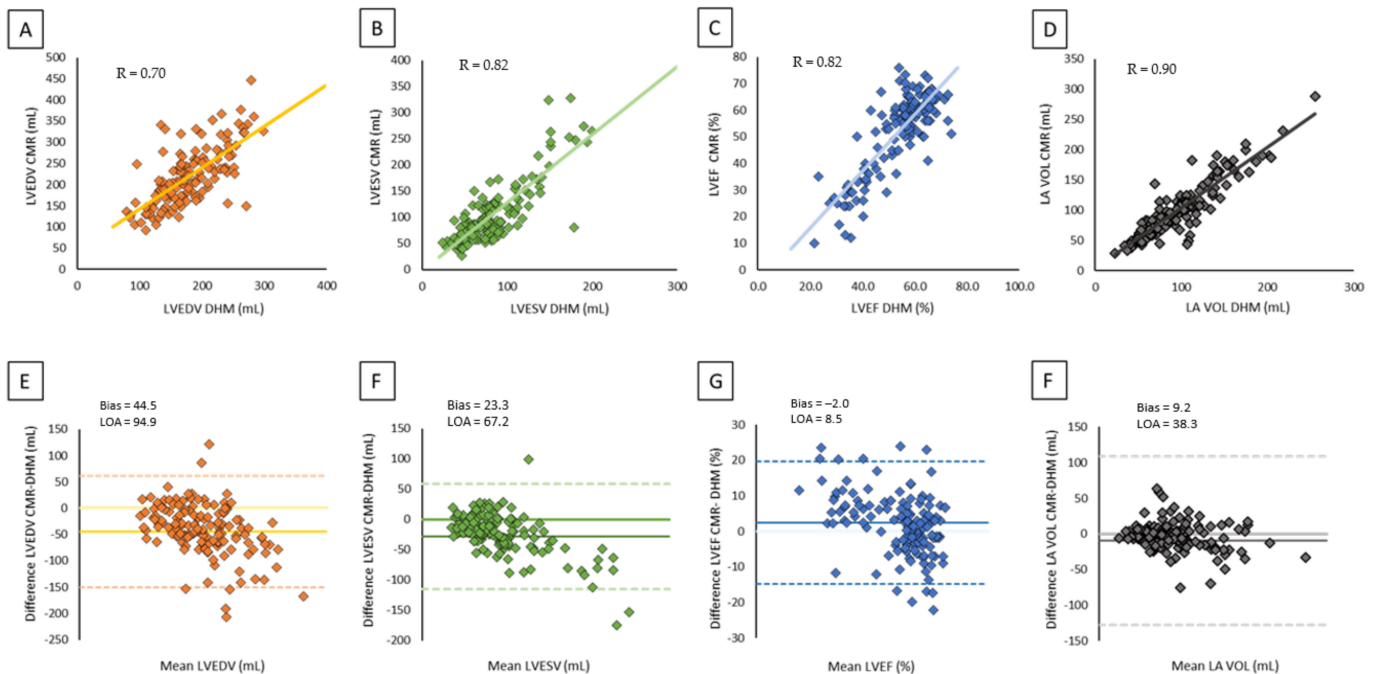 A
R = 0.70
LVEDV CMR (mL)
500
450
400
350
300
250
200
150
100
50
0
0 100 200 300 400
LVEDV DHM (mL)
B
R = 0.82
LVESV CMR (mL)
400
350
300
250
200
150
100
50
0
0 100 200 300
LVESV DHM (mL)
C
R = 0.82
LVEF CMR (%)
80
70
60
50
40
30
20
10
0
0.0 20.0 40.0 60.0 80.0 100.0
LVEF DHM (%)
D
R = 0.90
LA VOL CMR (mL)
350
300
250
200
150
100
50
0
0 100 200 300
LA VOL DHM (mL)
E
Bias = 44.5
LOA = 94.9
Difference LVEDV CMR-DHM (mL)
150
100
50
0
-50
-100
-150
-200
-250
Mean LVEDV (mL)
F
Bias = 23.3
LOA = 67.2
Difference LVESV CMR-DHM (mL)
150
100
50
0
-50
-100
-150
-200
Mean LVESV (mL)
G
Bias = –2.0
LOA = 8.5
Difference LVEF CMR- DHM (%)
30
20
10
0
-10
-20
-30
Mean LVEF (%)
F
Bias = 9.2
LOA = 38.3
Difference LA VOL CMR-DHM (mL)
150
100
50
0
-50
-100
-150
Mean LA VOL (mL)